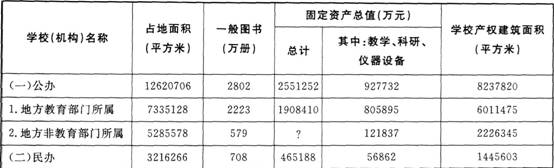 学校(机构)名称 占地面积(平方米) 一般图书(万册) 固定资产总值(万元) 总计 其中:教学、科研、仪器设备 学校产权建筑面积(平方米)
(一)公办 12620706 2802 2551252 927732 8237820
1.地方教育部门所属 7335128 2223 1908410 805895 6011475
2.地方非教育部门所属 5285578 579 ? 121837 2226345
(二)民办 3216266 708 465188 56862 1445603